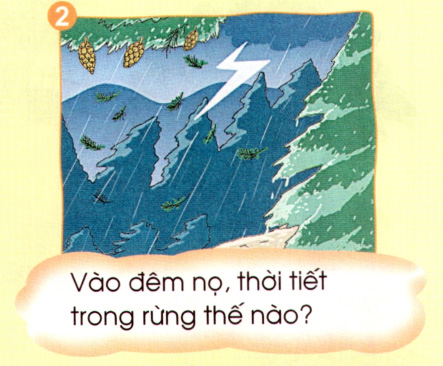 2
Vào đêm nọ, thời tiết
trong rừng thế nào?